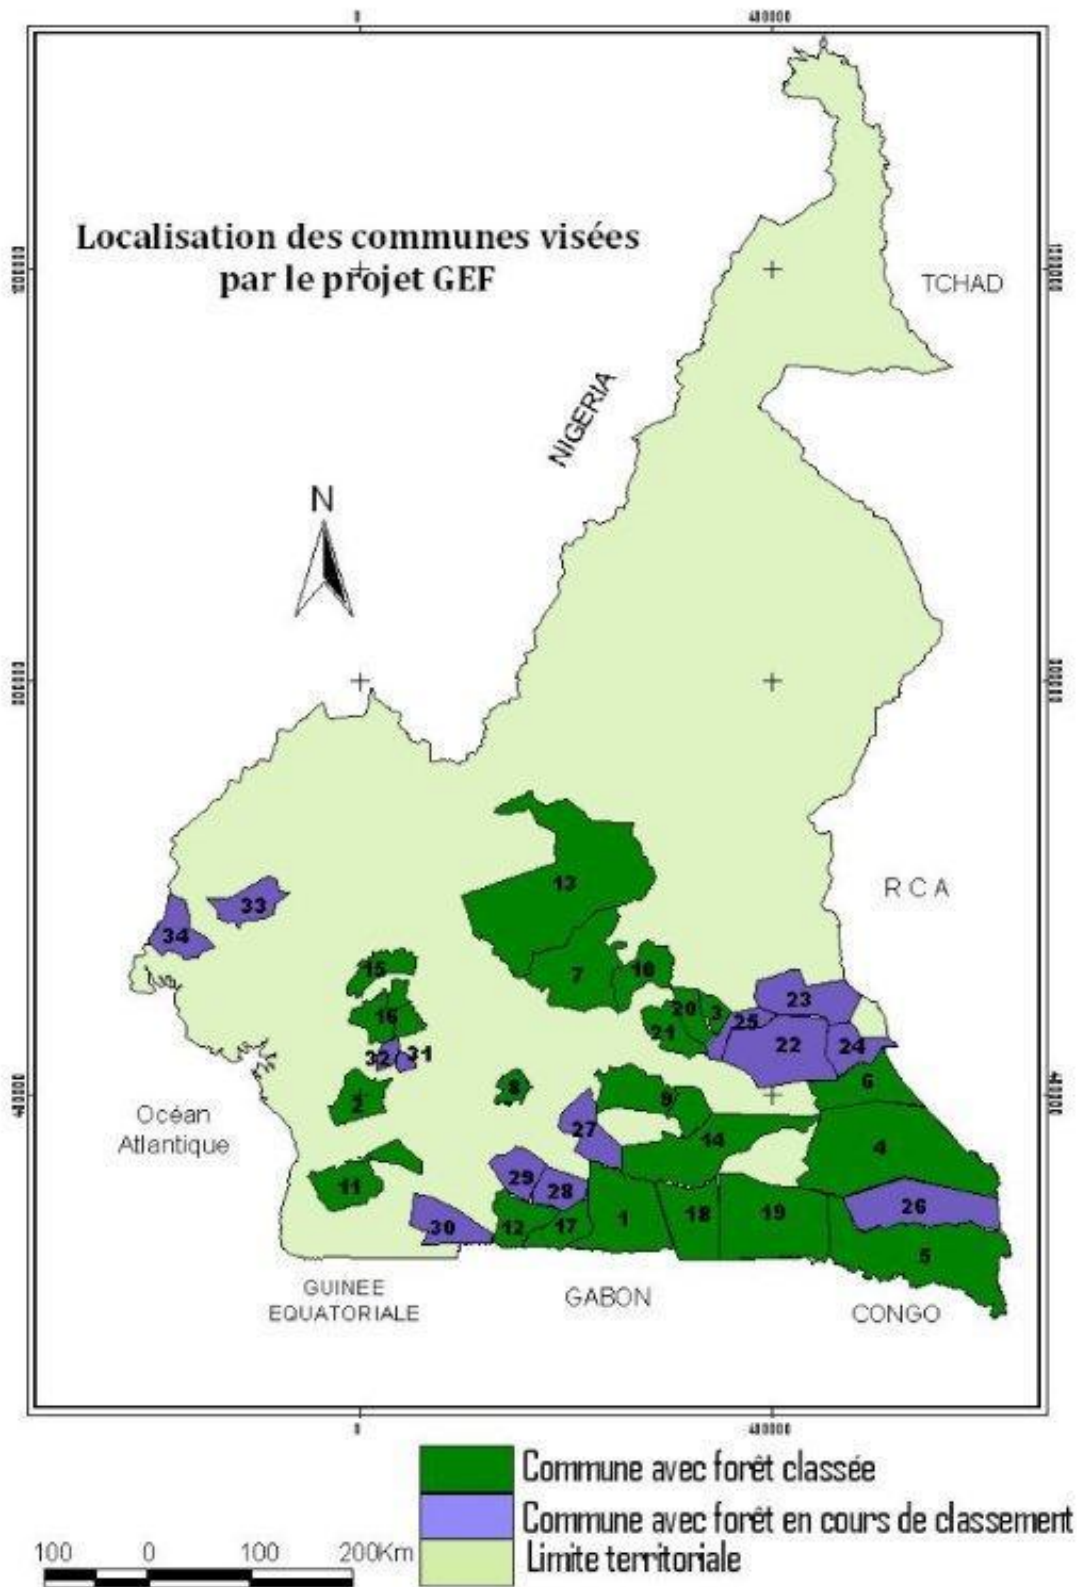 0 400000
Localisation des communes visées
par le projet GEF
TCHAD
NIGERIA
N
13
R C A
33
34
15
7
10
16
20
3
21
25
23
22
24
32
31
2
8
9
6
27
14
4
Océan
Atlantique
11
29
28
30
12
17
1
18
19
26
5
GUINEE
EQUATORIALE
GABON
CONGO
0 400000
Commune avec forêt classée
Commune avec forêt en cours de classement
Limite territoriale
100 0 100 200Km